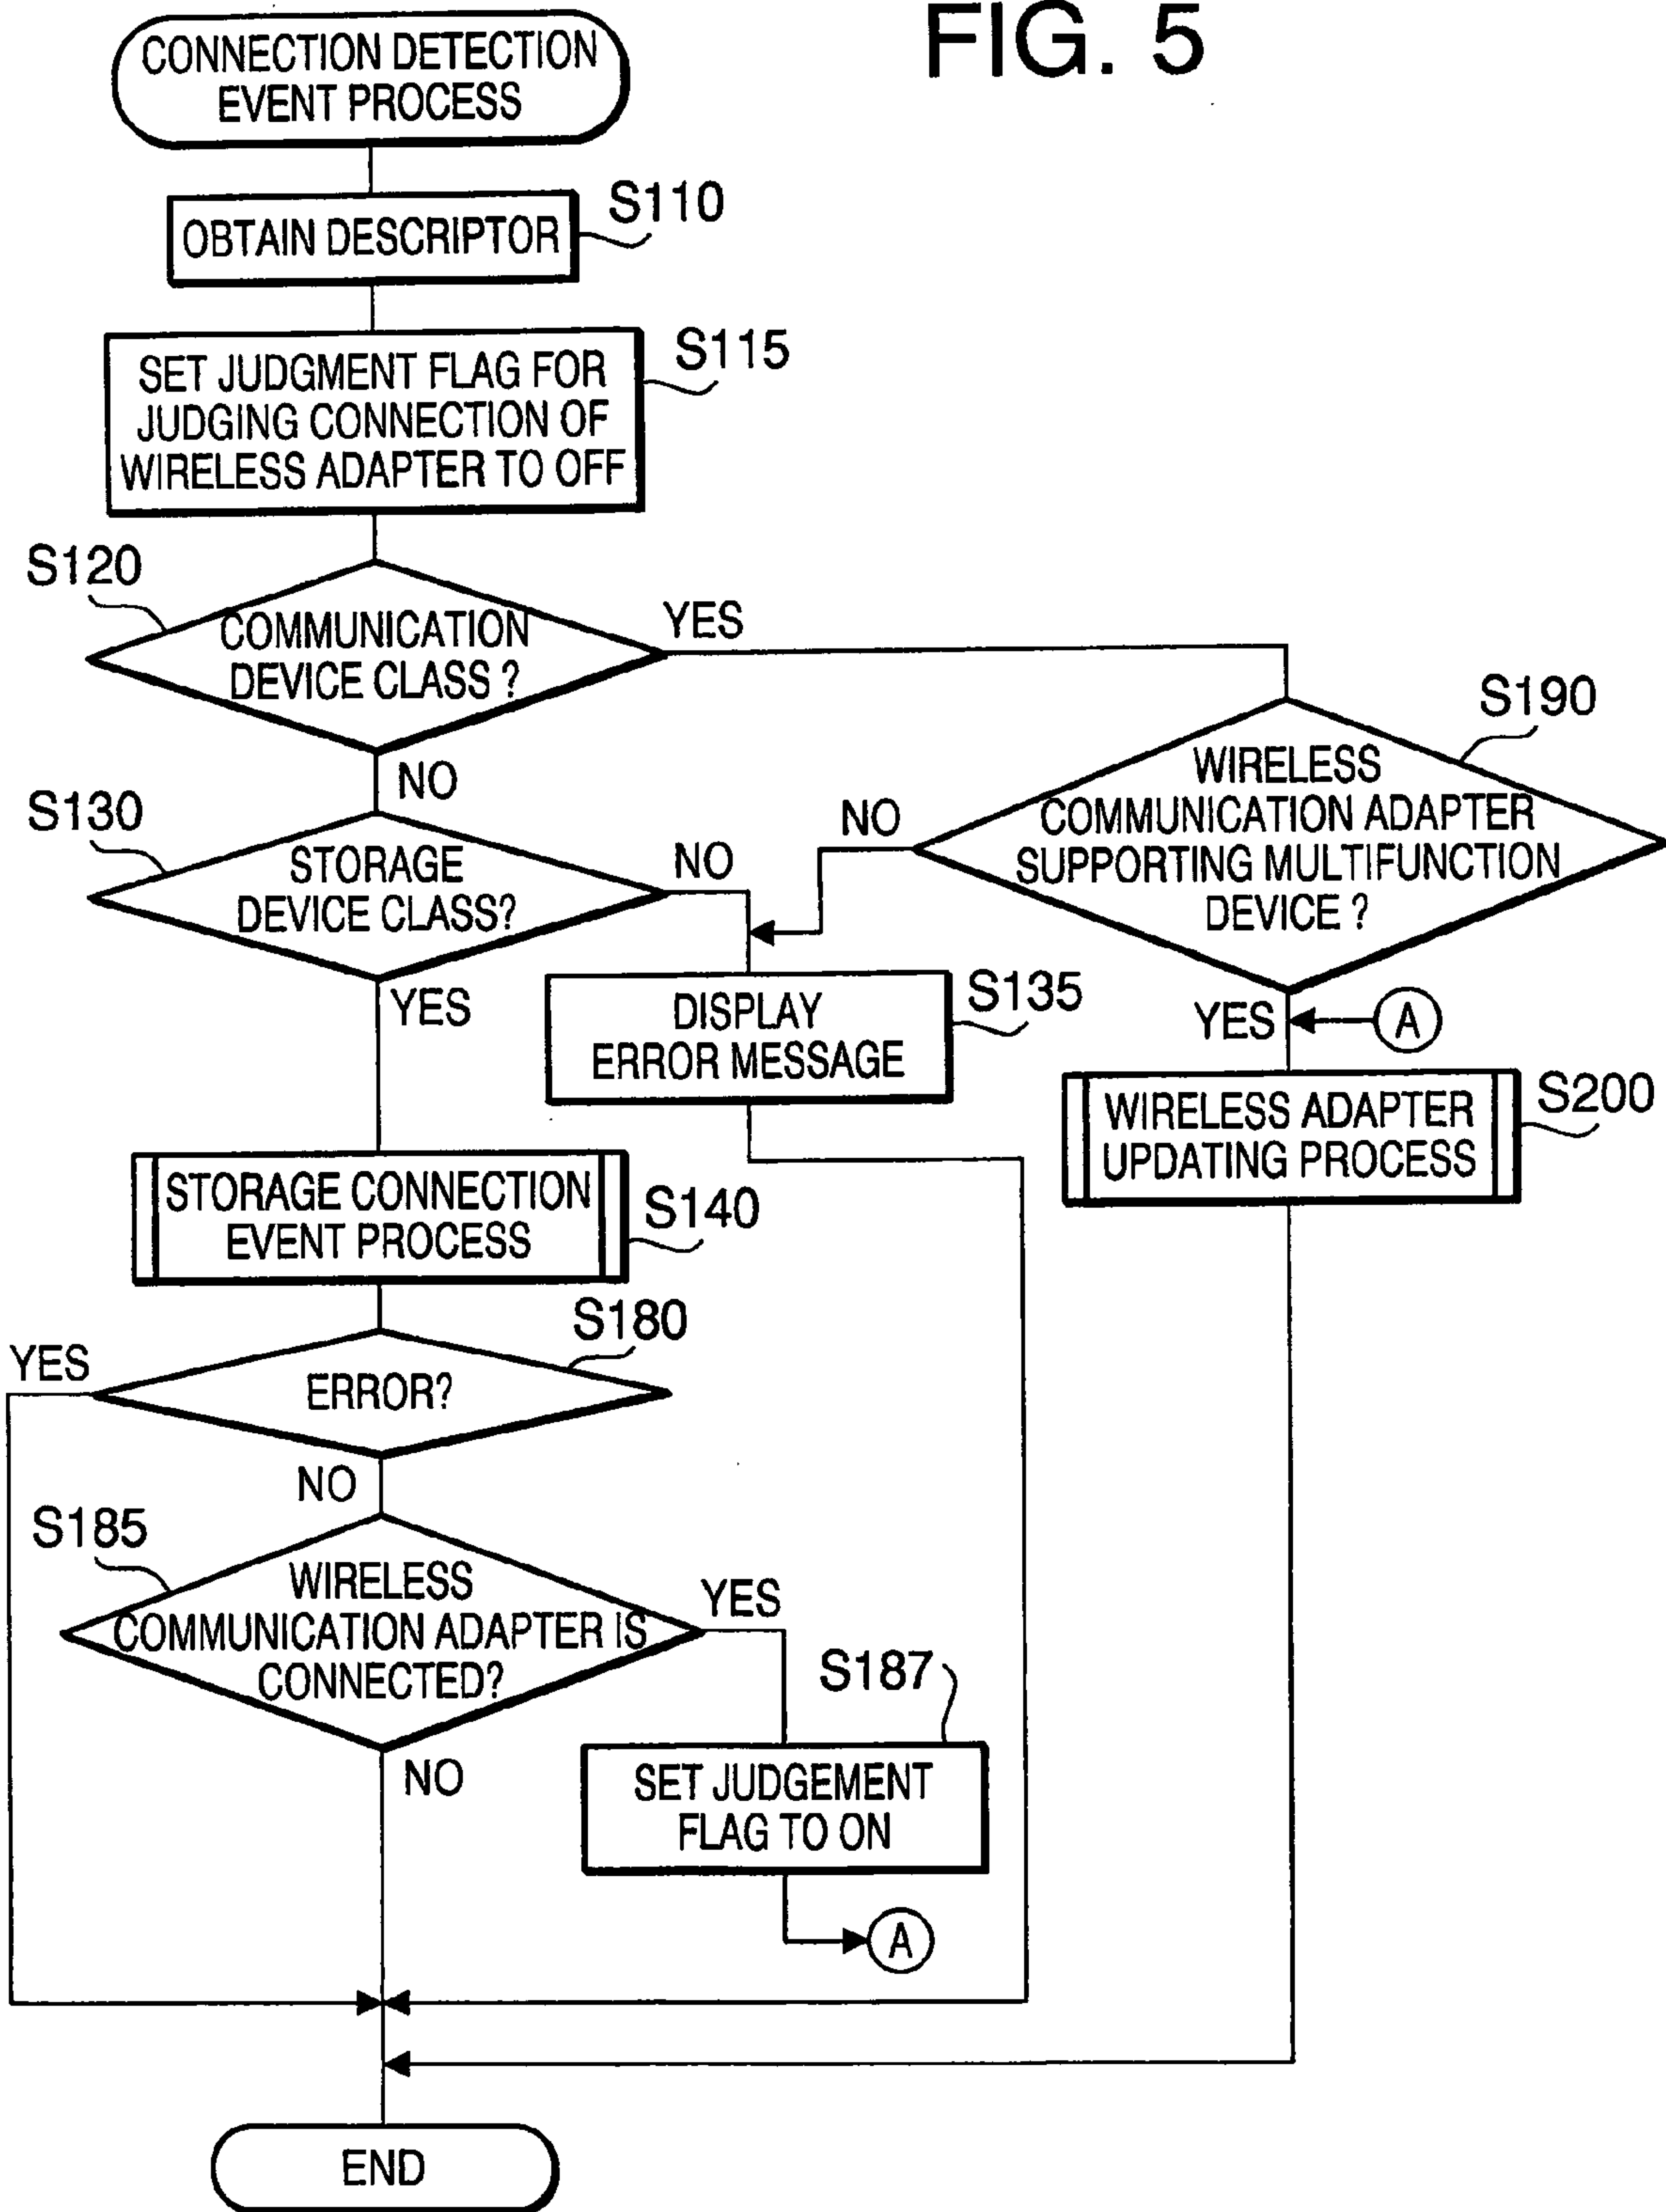 FIG. 5
CONNECTION DETECTION
EVENT PROCESS
OBTAIN DESCRIPTOR
S110
SET JUDGMENT FLAG FOR
JUDGING CONNECTION OF
WIRELESS ADAPTER TO OFF
S115
S120
COMMUNICATION
DEVICE CLASS ?
YES
NO
S190
WIRELESS
COMMUNICATION ADAPTER
SUPPORTING MULTIFUNCTION
DEVICE ?
NO
YES
A
S130
STORAGE
DEVICE CLASS?
NO
YES
DISPLAY
ERROR MESSAGE
S135
WIRELESS ADAPTER
UPDATING PROCESS
S200
STORAGE CONNECTION
EVENT PROCESS
S140
S180
ERROR?
YES
NO
S185
WIRELESS
COMMUNICATION ADAPTER IS
CONNECTED?
YES
NO
S187
SET JUDGEMENT
FLAG TO ON
A
END